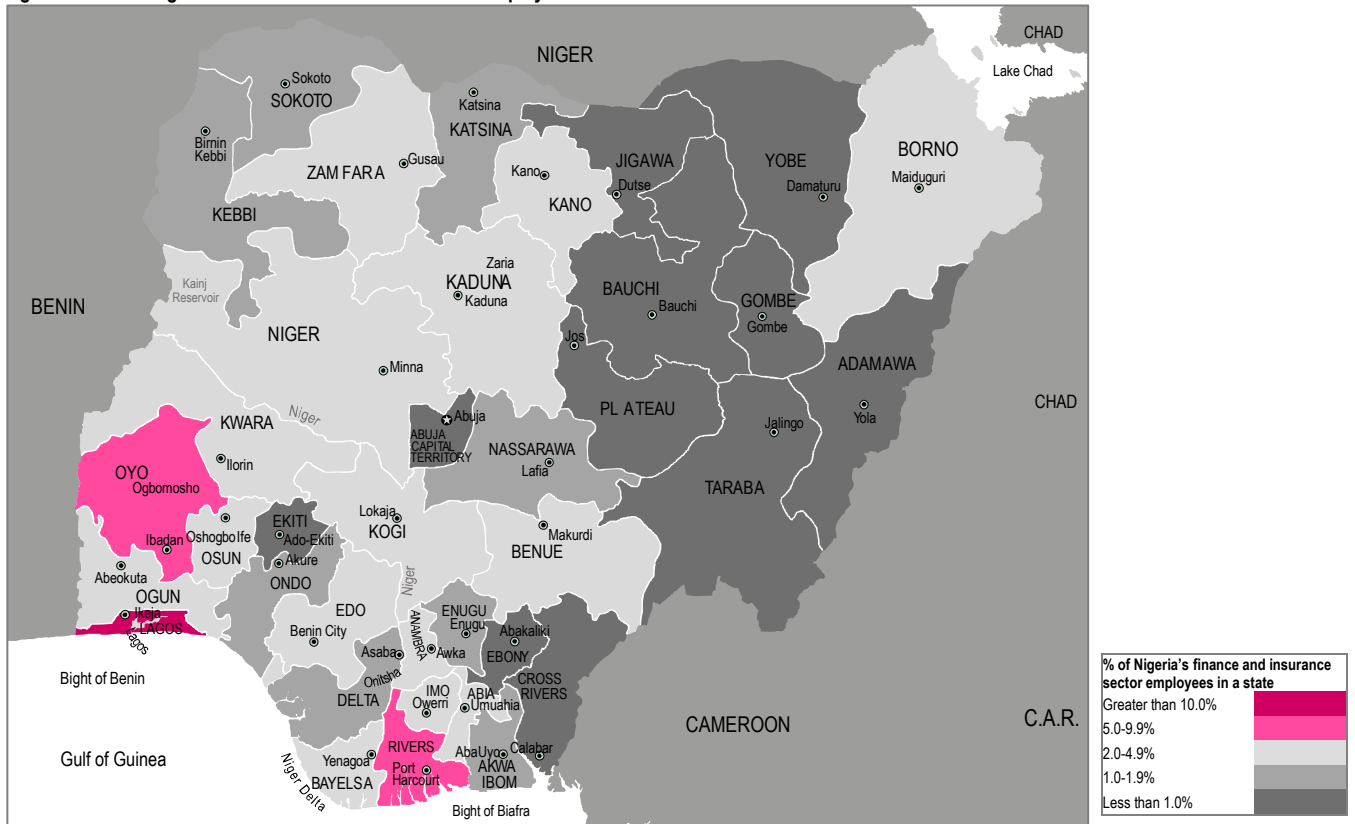 NIGER
CHAD
Lake Chad
Sokoto
SOKOTO
Katsina
KATSINA
Birnin
Kebbi
ZAM FARA
Gusau
Kano
KANO
JIGAWA
Dutse
YOBE
Damaturu
BORNO
Maiduguri
KEBBI
Zaria
KADUNA
Kaduna
Kainj
Reservoir
BENIN
BAUCHI
Bauchi
GOMBE
Gombe
NIGER
Jos
ADAMAWA
Minna
Yola
CHAD
PL ATEAU
Niger
KWARA
Abuja
ABUJA
CAPITAL
TERRITORY
NASSARAWA
Lafia
Jalingo
TARABA
Ilorin
OYO
Ogbomosho
Lokaja
KOGI
Makurdi
BENUE
Ibadan
Oshogbo
Ife
OSUN
EKITI
Ado-Ekiti
Akure
ONDO
Abeokuta
OGUN
Ikeja
LAGOS
Lagos
Niger
EDO
Benin City
ANAMBRA
ENUGU
Enugu
Awka
Abakaliki
EBONY
Asaba
Onitsha
DELTA
CROSS
RIVERS
IMO
Owerri
ABIA
Umuahia
Bight of Benin
Gulf of Guinea
CAMEROON
C.A.R.
RIVERS
Port
Harcourt
Yenagoa
BAYELSA
Niger Delta
Aba
Uyo
Calabar
AKWA
IBOM
Bight of Biafra
% of Nigeria’s finance and insurance
sector employees in a state
Greater than 10.0%
5.0-9.9%
2.0-4.9%
1.0-1.9%
Less than 1.0%